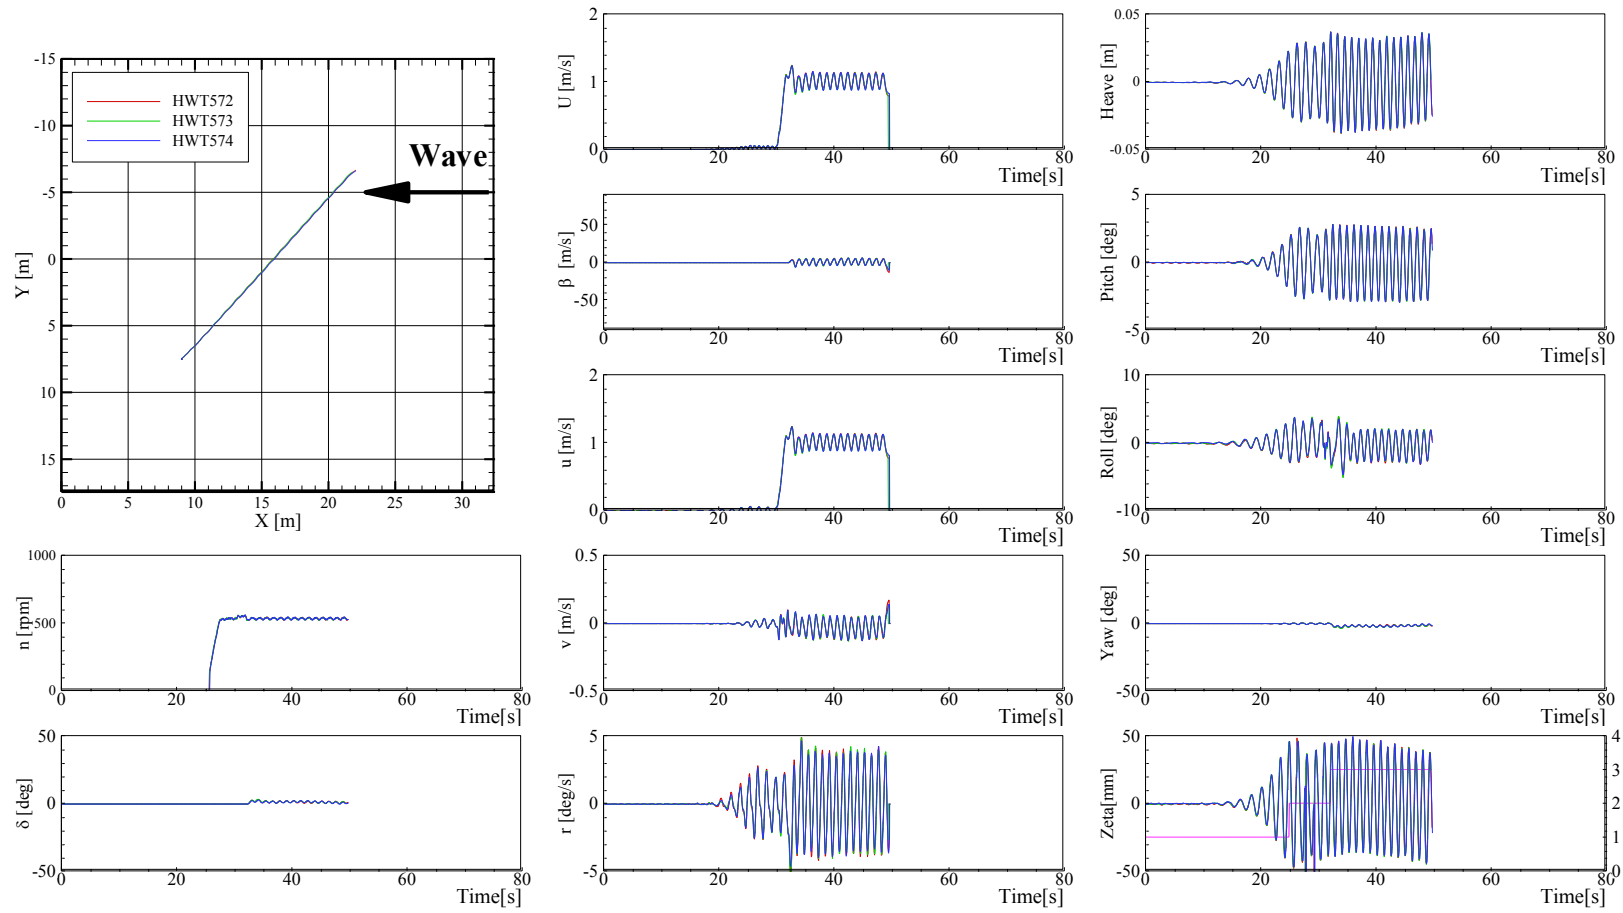 -15
-10
-5
0
5
10
15
Y [m]
HWT572
HWT573
HWT574
Wave
0 5 10 15 20 25 30
X [m]
2
1
0
U [m/s]
0 20 40 60 80
Time[s]
0.05
0
-0.05
Heave [m]
0 20 40 60 80
Time[s]
50
0
-50
β [m/s]
0 20 40 60 80
Time[s]
5
0
-5
Pitch [deg]
0 20 40 60 80
Time[s]
2
1
0
u [m/s]
0 20 40 60 80
Time[s]
10
0
-10
Roll [deg]
0 20 40 60 80
Time[s]
1000
500
0
n [rpm]
0 20 40 60 80
Time[s]
0.5
0
-0.5
v [m/s]
0 20 40 60 80
Time[s]
50
0
-50
Yaw [deg]
0 20 40 60 80
Time[s]
50
0
-50
δ [deg]
0 20 40 60 80
Time[s]
5
0
-5
r [deg/s]
0 20 40 60 80
Time[s]
50
0
-50
Zeta[mm]
4
3
2
1
0
0 20 40 60 80
Time[s]